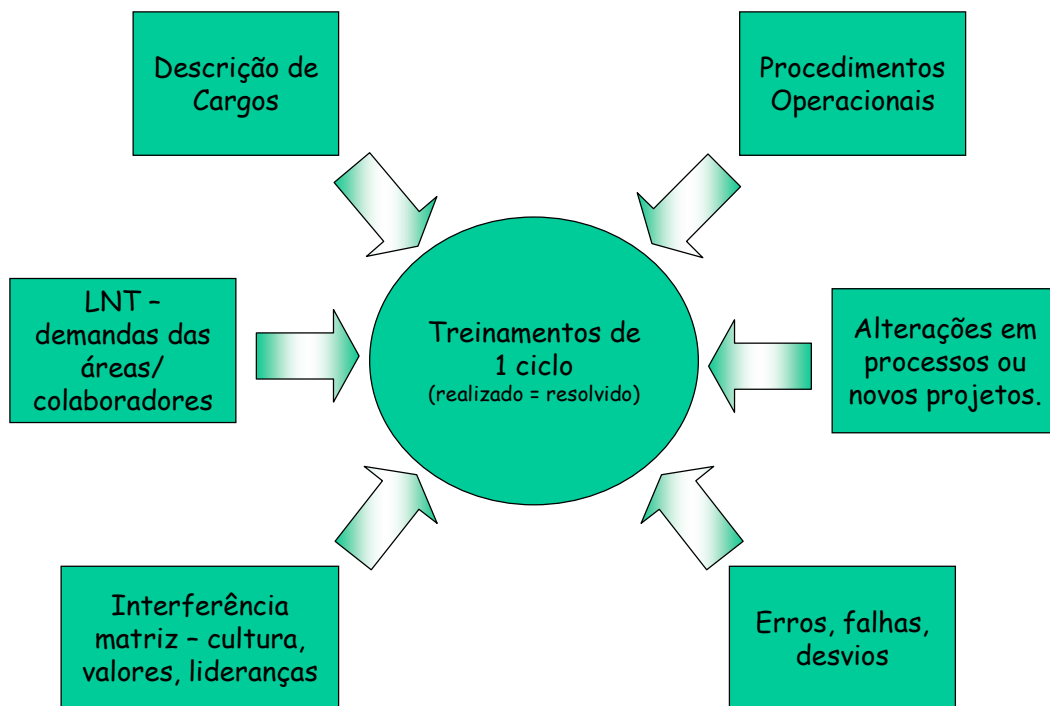 Descrição de
Cargos
Procedimentos
Operacionais
LNT –
demandas das
áreas/
colaboradores
Treinamentos de
1 ciclo
(realizado = resolvido)
Alterações em
processos ou
novos projetos.
Interferência
matriz – cultura,
valores, lideranças
Erros, falhas,
desvios